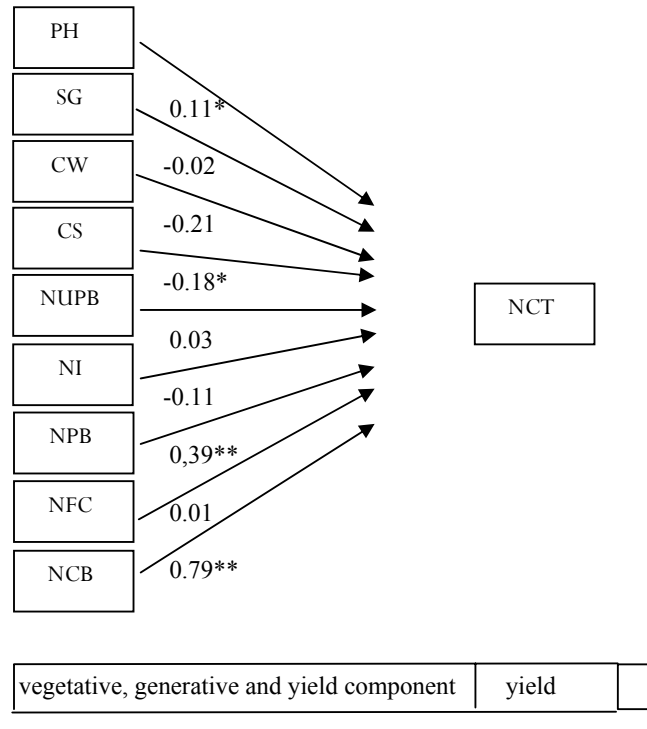 PH
SG
0.11*
CW
-0.02
CS
-0.21
-0.18*
NUPB
NCT
0.03
NI
-0.11
NPB
0,39**
NFC
0.01
NCB
0.79**
vegetative, generative and yield component
yield